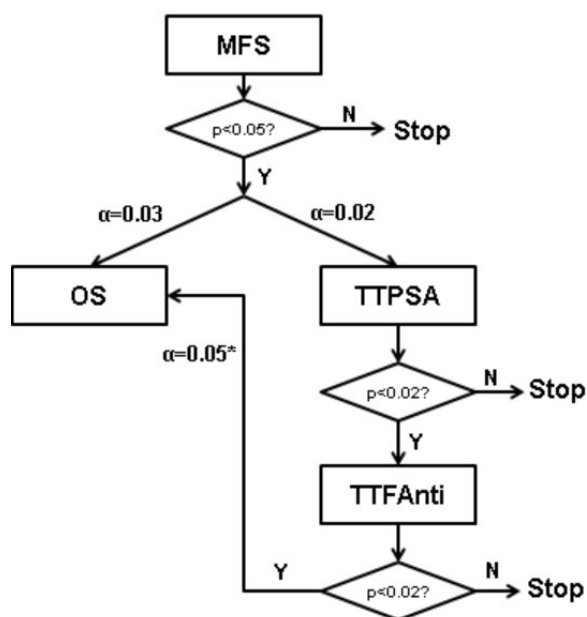 MFS
p<0.05?
N
Stop
Y
α=0.03
α=0.02
OS
TTPSA
α=0.05*
p<0.02?
N
Stop
Y
TTFAnti
Y
p<0.02?
N
Stop